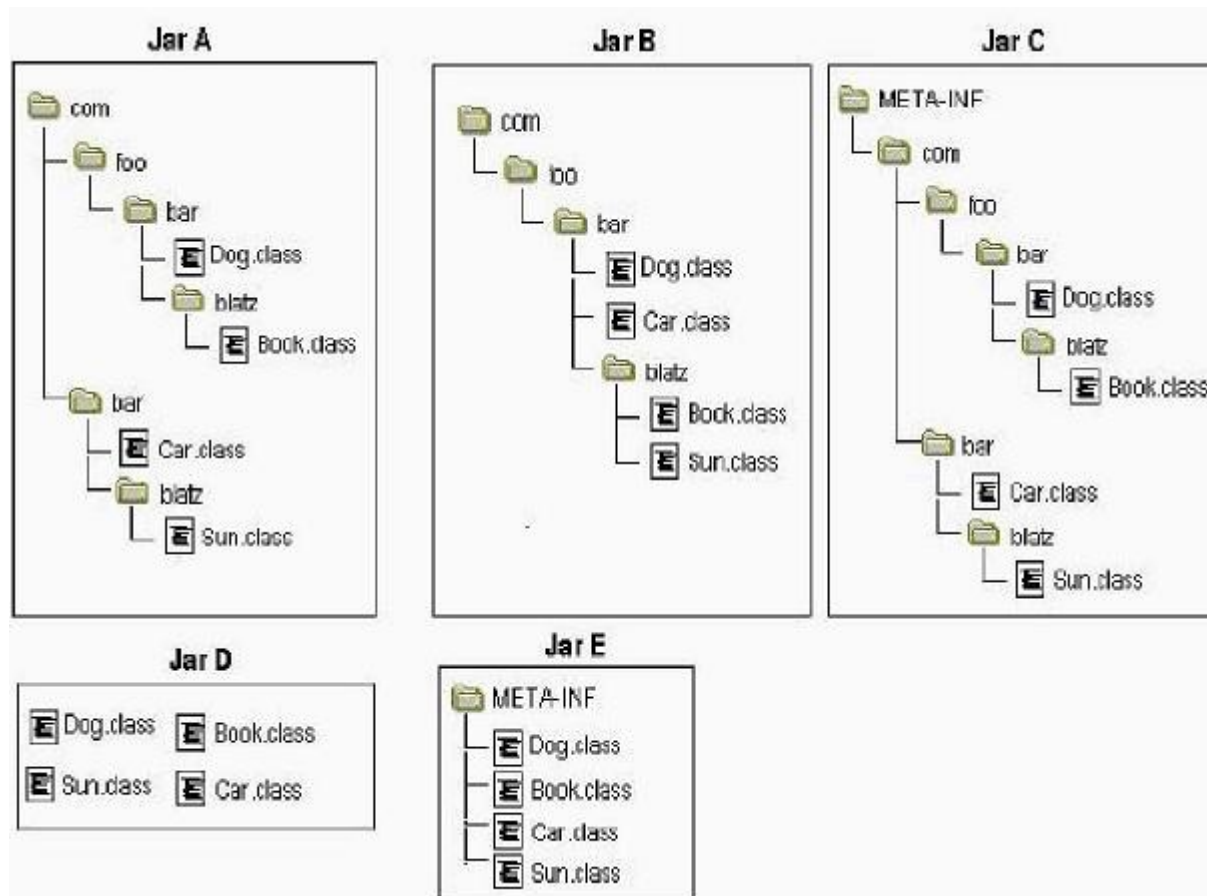 Jar A
com
foo
bar
Dog.class
blatz
Book.class
bar
Car.class
blatz
Sun.class
Jar B
com
foo
bar
Dog.class
Car.class
blatz
Book.class
Sun.class
Jar C
META-INF
com
foo
bar
Dog.class
blatz
Book.class
bar
Car.class
blatz
Sun.class
Jar D
Dog.class
Book.class
Sun.class
Car.class
Jar E
META-INF
Dog.class
Book.class
Car.class
Sun.class